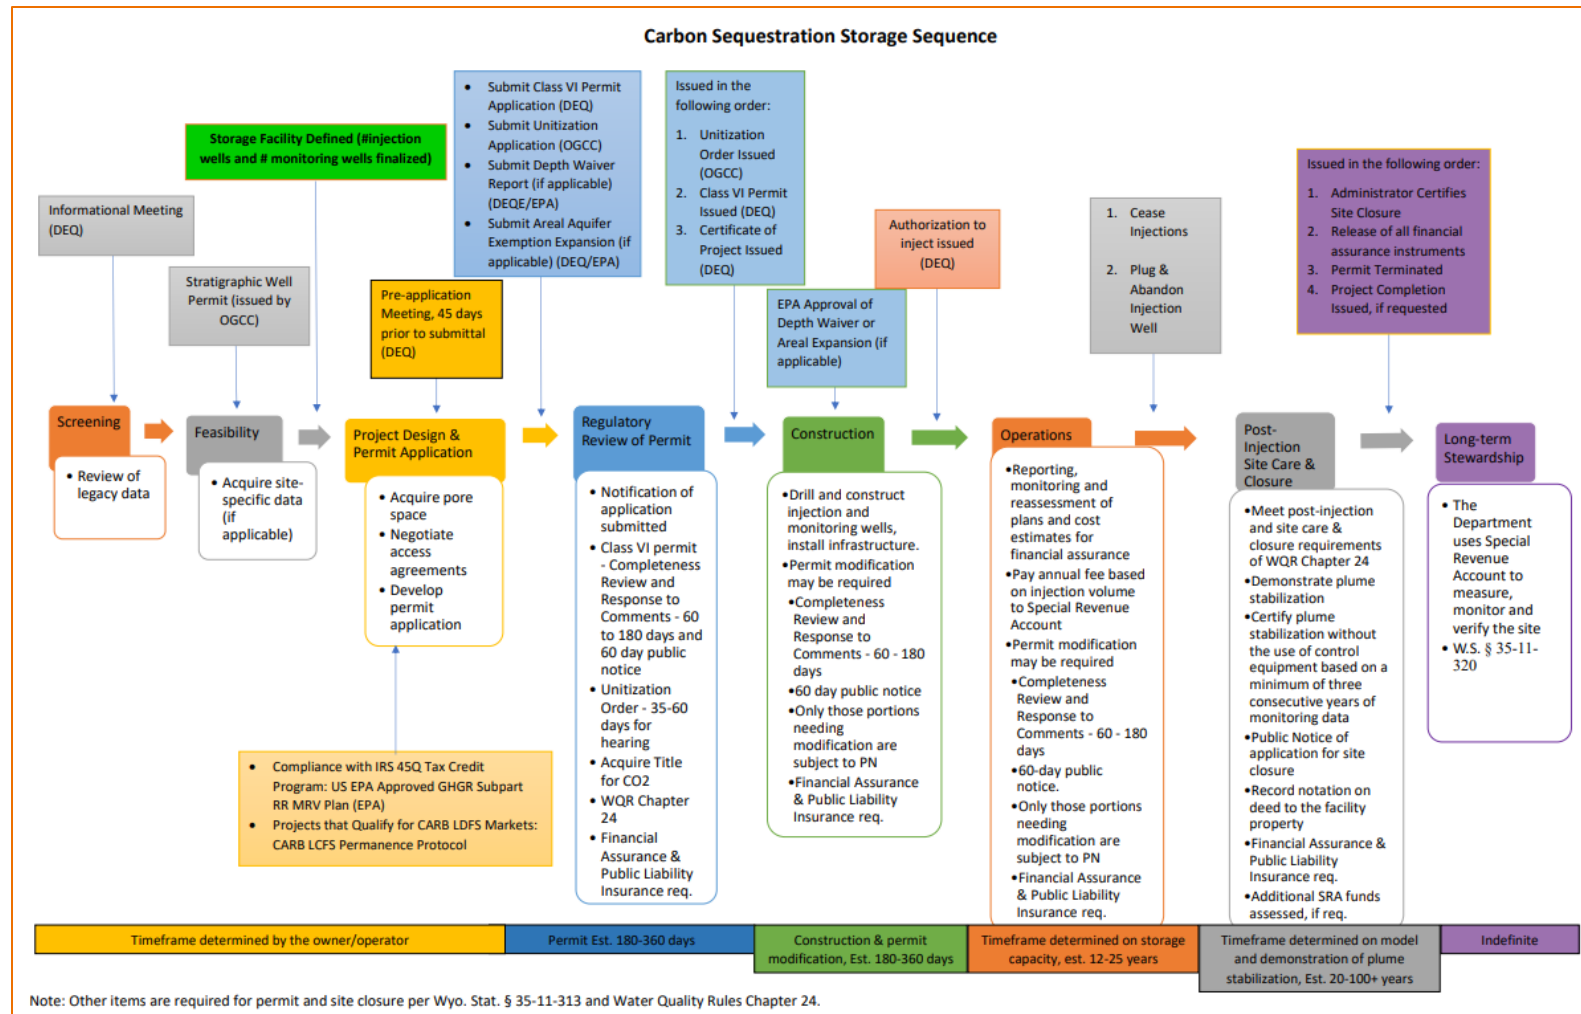 Carbon Sequestration Storage Sequence
Informational Meeting
(DEQ)
Storage Facility Defined (#injection
wells and # monitoring wells finalized)
Stratigraphic Well
Permit (issued by
OGCC)
Pre-application
Meeting, 45 days
prior to submittal
(DEQ)
• Submit Class VI Permit
Application (DEQ)
• Submit Unitization
Application (OGCC)
• Submit Depth Waiver
Report (if applicable)
(DEQE/EPA)
• Submit Areal Aquifer
Exemption Expansion (if
applicable) (DEQ/EPA)
Issued in the
following order:
1. Unitization
Order Issued
(OGCC)
2. Class VI Permit
Issued (DEQ)
3. Certificate of
Project Issued
(DEQ)
EPA Approval of
Depth Waiver or
Areal Expansion (if
applicable)
Authorization to
inject issued
(DEQ)
1. Cease
Injections
2. Plug &
Abandon
Injection
Well
Issued in the following order:
1. Administrator Certifies
Site Closure
2. Release of all financial
assurance instruments
3. Permit Terminated
4. Project Completion
Issued, if requested
Screening
• Review of
legacy data
Feasibility
• Acquire site-
specific data
(if
applicable)
Project Design &
Permit Application
• Acquire pore
space
• Negotiate
access
agreements
• Develop
permit
application
• Compliance with IRS 45Q Tax Credit
Program: US EPA Approved GHGR Subpart
RR MRV Plan (EPA)
• Projects that Qualify for CARB LDFS Markets:
CARB LCFS Permanence Protocol
Regulatory
Review of Permit
• Notification of
application
submitted
• Class VI permit
- Completeness
Review and
Response to
Comments - 60
to 180 days and
60 day public
notice
• Unitization
Order - 35-60
days for
hearing
• Acquire Title
for CO2
• WQR Chapter
24
• Financial
Assurance &
Public Liability
Insurance req.
Construction
•Drill and construct
injection and
monitoring wells,
install infrastructure.
•Permit modification
may be required
•Completeness
Review and
Response to
Comments - 60 - 180
days
•60 day public notice
•Only those portions
needing
modification are
subject to PN
•Financial Assurance
& Public Liability
Insurance req.
Operations
•Reporting,
monitoring and
reassessment of
plans and cost
estimates for
financial assurance
•Pay annual fee based
on injection volume
to Special Revenue
Account
•Permit modification
may be required
•Completeness
Review and
Response to
Comments - 60 - 180
days
•60-day public
notice.
•Only those portions
needing
modification are
subject to PN
•Financial Assurance
& Public Liability
Insurance req.
Post-
Injection
Site Care &
Closure
•Meet post-injection
and site care &
closure requirements
of WQR Chapter 24
•Demonstrate plume
stabilization
•Certify plume
stabilization without
the use of control
equipment based on a
minimum of three
consecutive years of
monitoring data
•Public Notice of
application for site
closure
•Record notation on
deed to the facility
property
•Financial Assurance &
Public Liability
Insurance req.
•Additional SRA funds
assessed, if req.
Long-term
Stewardship
• The
Department
uses Special
Revenue
Account to
measure,
monitor and
verify the site
• W.S. § 35-11-
320
Timeframe determined by the owner/operator
Permit Est. 180-360 days
Construction & permit
modification, Est. 180-360 days
Timeframe determined on storage
capacity, est. 12-25 years
Timeframe determined on model
and demonstration of plume
stabilization, Est. 20-100+ years
Indefinite
Note: Other items are required for permit and site closure per Wyo. Stat. § 35-11-313 and Water Quality Rules Chapter 24.